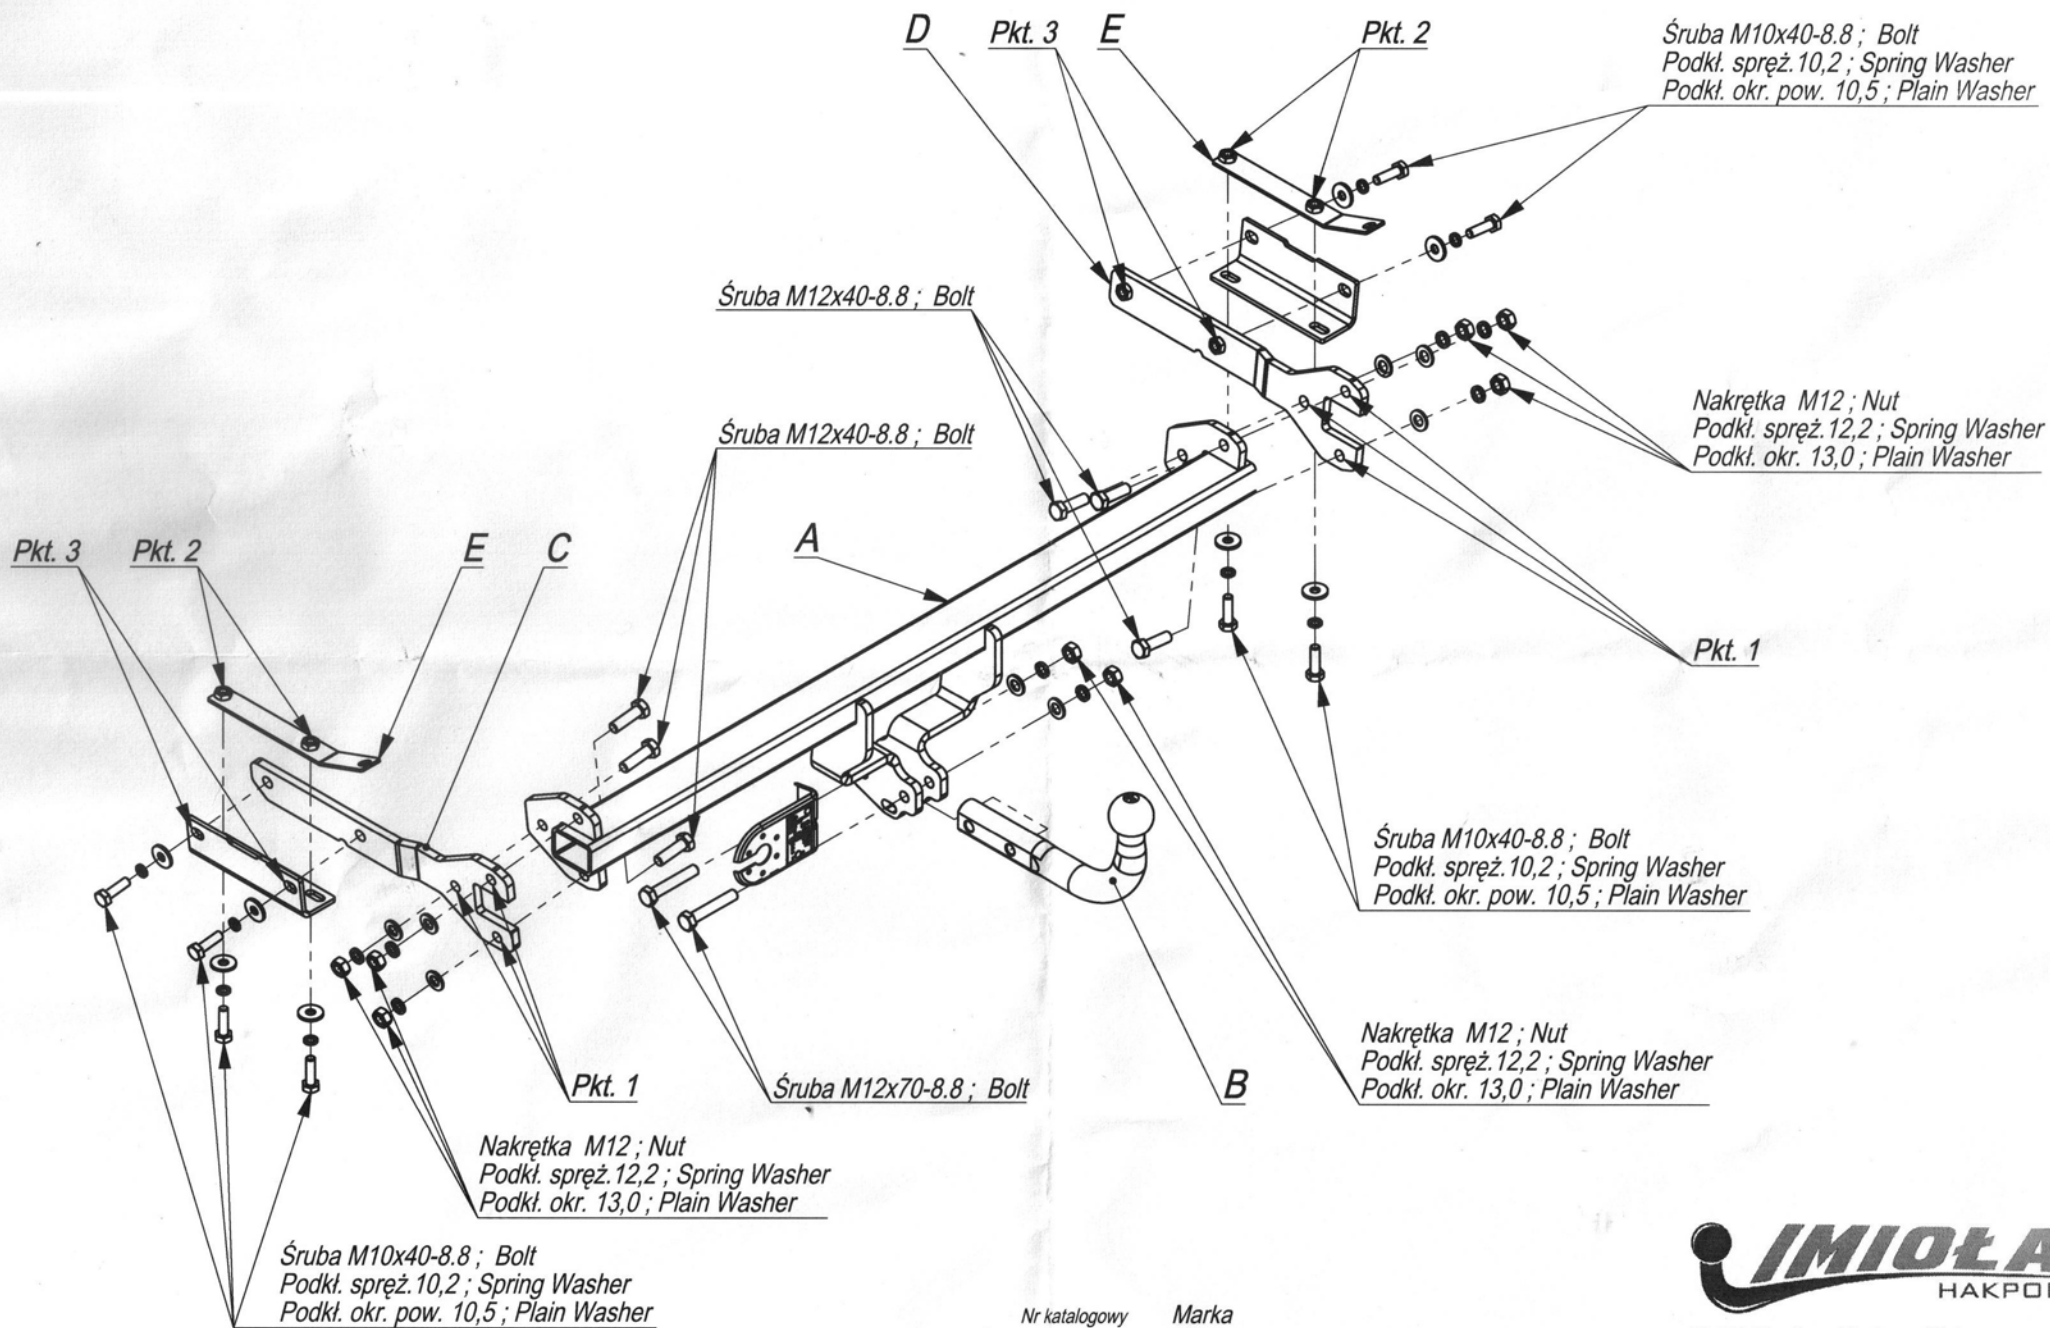 D
Pkt. 3
E
Pkt. 2
Śruba M10x40-8.8 ; Bolt
Podkł. spręż.10,2 ; Spring Washer
Podkł. okr. pow. 10,5 ; Plain Washer
Śruba M12x40-8.8 ; Bolt
Nakrętka M12 ; Nut
Podkł. spręż.12,2 ; Spring Washer
Podkł. okr. 13,0 ; Plain Washer
Śruba M12x40-8.8 ; Bolt
Pkt. 3
Pkt. 2
E
C
A
Pkt. 1
Śruba M10x40-8.8 ; Bolt
Podkł. spręż.10,2 ; Spring Washer
Podkł. okr. pow. 10,5 ; Plain Washer
Nakrętka M12 ; Nut
Podkł. spręż.12,2 ; Spring Washer
Podkł. okr. 13,0 ; Plain Washer
Pkt. 1
Śruba M12x70-8.8 ; Bolt
B
Nakrętka M12 ; Nut
Podkł. spręż.12,2 ; Spring Washer
Podkł. okr. 13,0 ; Plain Washer
Śruba M10x40-8.8 ; Bolt
Podkł. spręż.10,2 ; Spring Washer
Podkł. okr. pow. 10,5 ; Plain Washer
IMIOŁA
HAKPOL
Nr katalogowy Marka